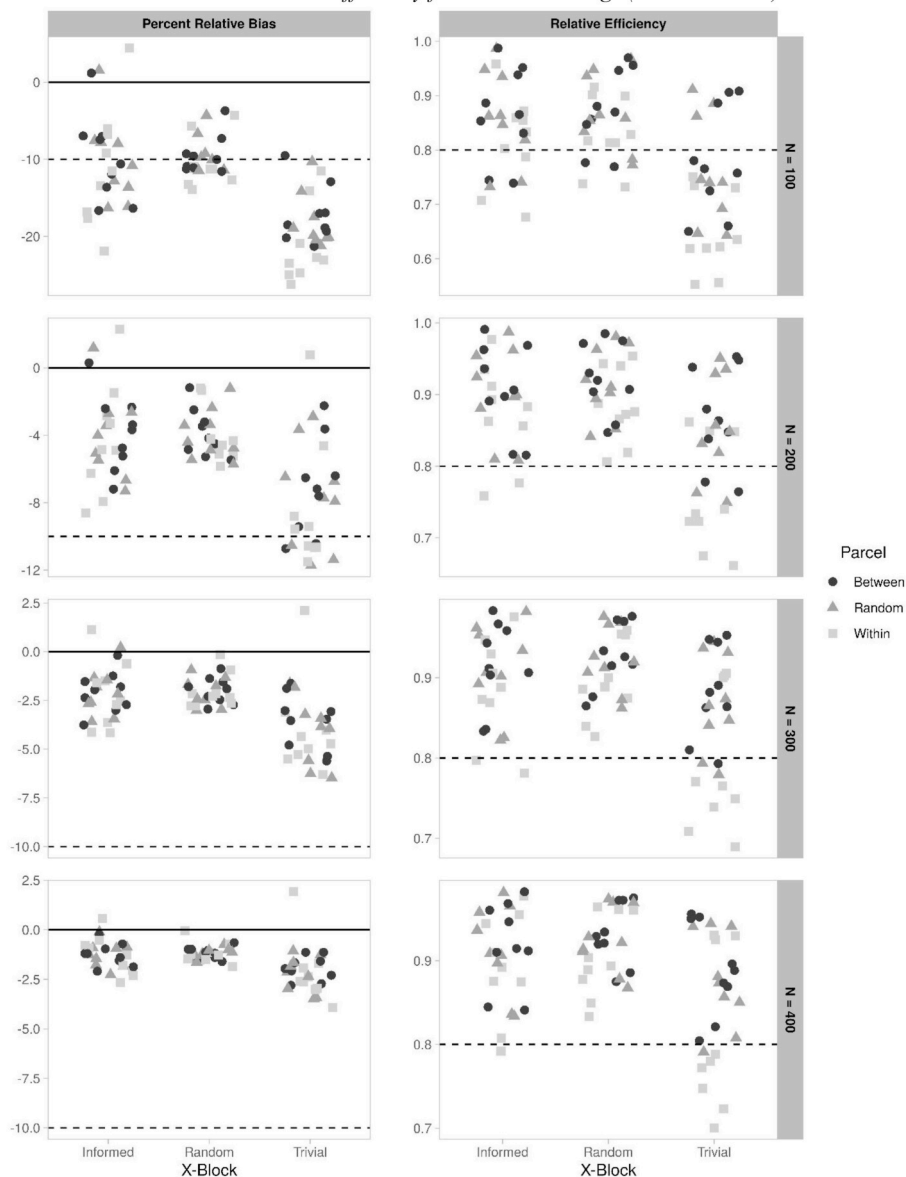 Percent Relative Bias
Relative Efficiency
0
-10
-20
1.0
0.9
0.8
0.7
0.6
N = 100
0
-4
-8
-12
1.0
0.9
0.8
0.7
N = 200
2.5
0.0
-2.5
-5.0
-10.0
0.9
0.8
0.7
N = 300
2.5
0.0
-2.5
-5.0
-7.5
-10.0
0.9
0.8
0.7
N = 400
Informed Random Trivial
X-Block
Informed Random Trivial
X-Block
Parcel
Between
Random
Within